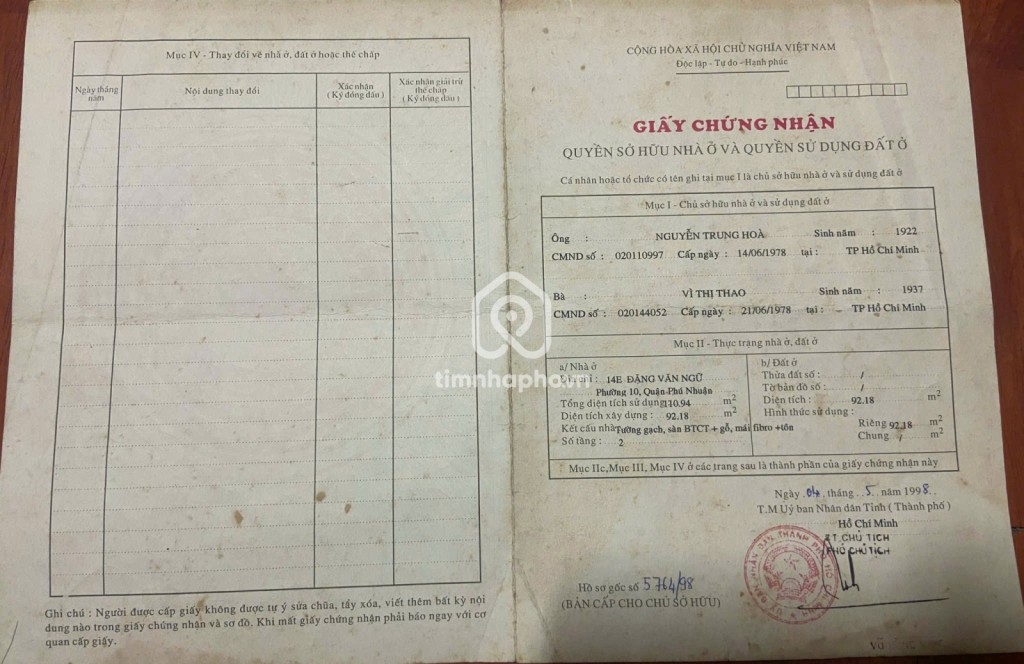 Mục IV - Thay đổi về nhà ở, đất ở hoặc thế chấp
Ngày tháng năm
Nội dung thay đổi
Xác nhận
( Ký đóng dấu )
Xác nhận giải trừ
thế chấp
( Ký đóng dấu )
Ghi chú : Người được cấp giấy không được tự ý sửa chữa, tẩy xóa, viết thêm bất kỳ nội
dung nào trong giấy chứng nhận và sơ đồ. Khi mất giấy chứng nhận phải báo ngay với cơ
quan cấp giấy.
CỘNG HÒA XÃ HỘI CHỦ NGHĨA VIỆT NAM
Độc lập - Tự do - Hạnh phúc
GIẤY CHỨNG NHẬN
QUYỀN SỞ HỮU NHÀ Ở VÀ QUYỀN SỬ DỤNG ĐẤT Ở
Cá nhân hoặc tổ chức có tên ghi tại mục I là chủ sở hữu nhà ở và sử dụng đất ở
Mục I - Chủ sở hữu nhà ở và sử dụng đất ở
Ông : NGUYỄN TRUNG HOÀ Sinh năm : 1922
CMND số : 020110997 Cấp ngày : 14/06/1978 tại : TP Hồ Chí Minh
Bà : VÌ THỊ THAO Sinh năm : 1937
CMND số : 020144052 Cấp ngày : 21/06/1978 tại : TP Hồ Chí Minh
Mục II - Thực trạng nhà ở, đất ở
a/ Nhà ở
: 14E ĐẶNG VĂN NGỮ
Phường 10, Quận Phú Nhuận
Tổng diện tích sử dụng 110.94 m2
Diện tích xây dựng : 92.18 m2
Kết cấu nhà Tường gạch, sàn BTCT + gỗ, mái fibro +tôn
Số tầng : 2
b/ Đất ở
Thửa đất số : /
Tờ bản đồ số : /
Diện tích : 92.18 m2
Hình thức sử dụng :
Riêng 92.18 m2
Chung / m2
Mục IIc, Mục III, Mục IV ở các trang sau là thành phần của giấy chứng nhận này
Ngày 04 tháng 5 năm 1998
T.M Uỷ ban Nhân dân Tỉnh ( Thành phố )
Hồ Chí Minh
KT.CHỦ TỊCH
PHÓ CHỦ TỊCH
Hồ sơ gốc số 5764/98
(BẢN CẤP CHO CHỦ SỞ HỮU)
VŨ
timnhapho.vn